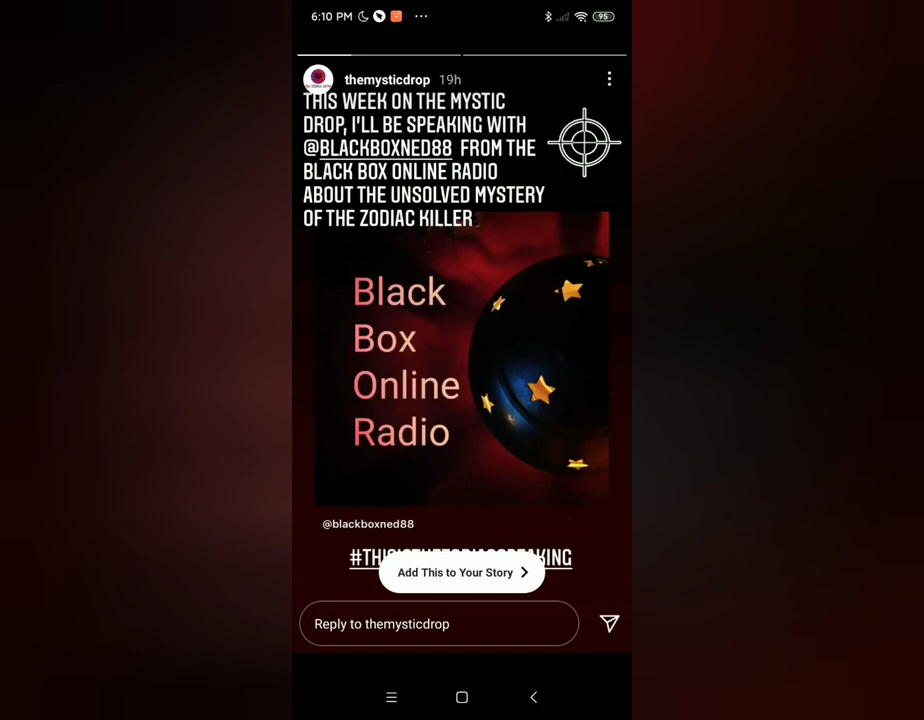 6:10 PM ... 95
themysticdrop 19h
THIS WEEK ON THE MYSTIC
DROP, I'LL BE SPEAKING WITH
@BLACKBOXNED88 FROM THE
BLACK BOX ONLINE RADIO
ABOUT THE UNSOLVED MYSTERY
OF THE ZODIAC KILLER
Black
Box
Online
Radio
@blackboxned88
Add This to Your Story
Reply to themysticdrop